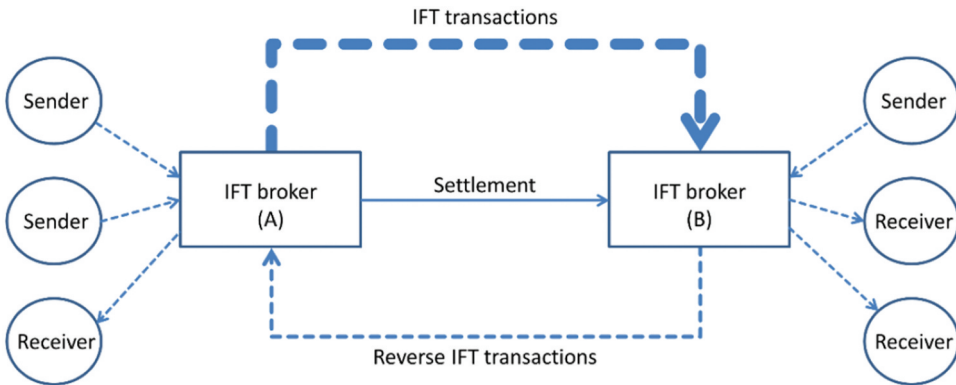 IFT transactions
Sender
Sender
Receiver
IFT broker
(A)
Settlement
IFT broker
(B)
Sender
Receiver
Receiver
Reverse IFT transactions